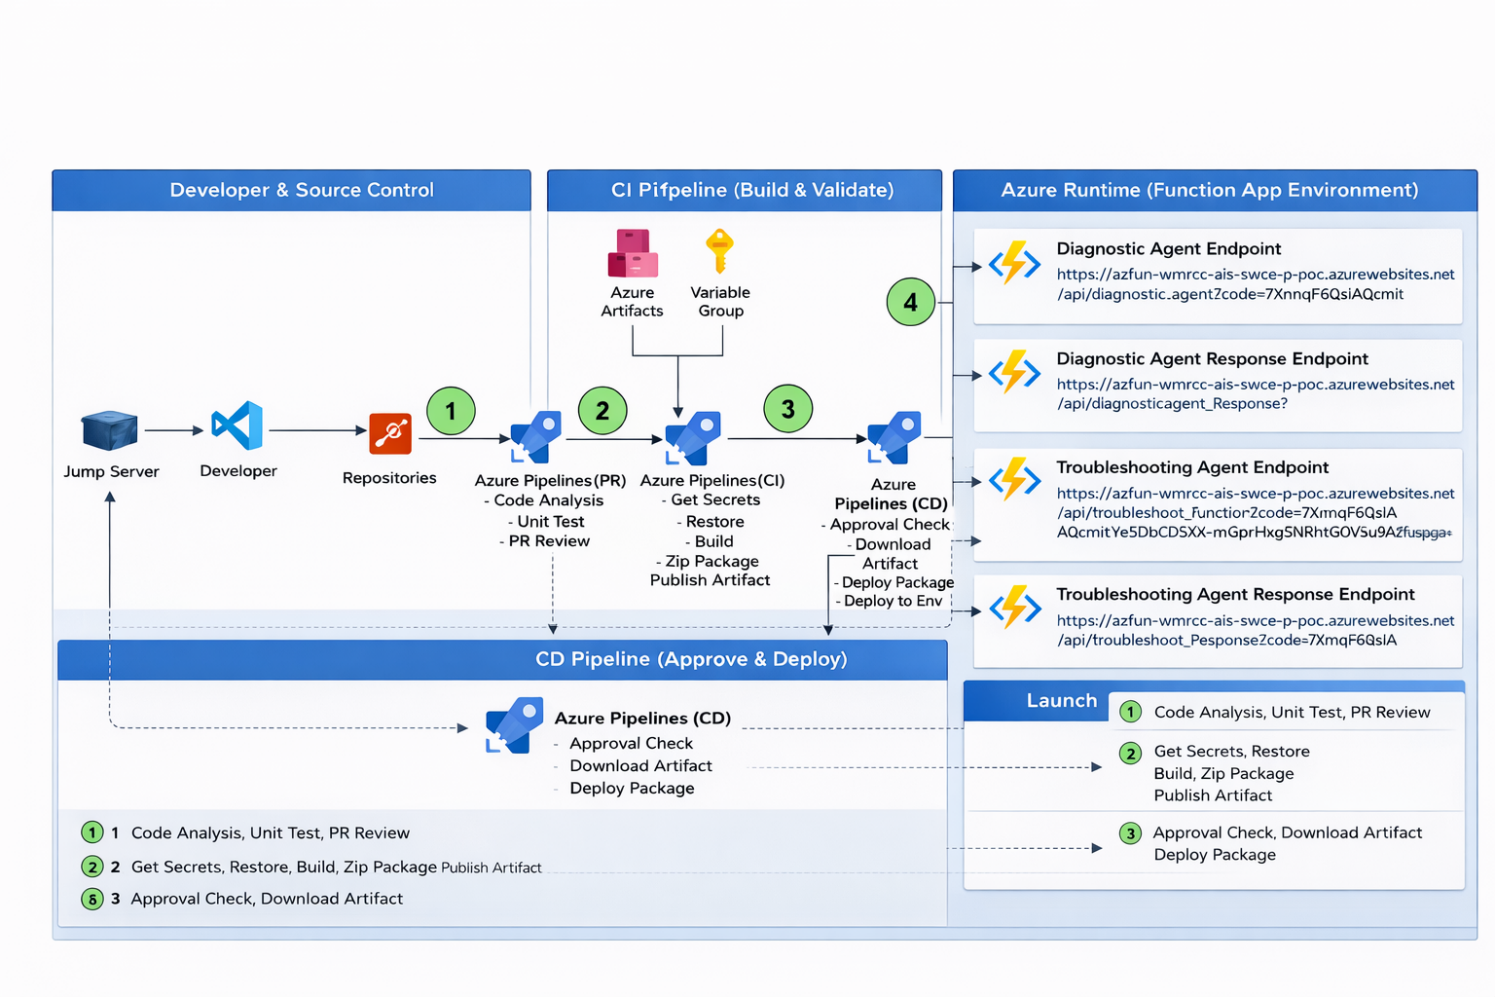 Developer & Source Control
CI Pifpeline (Build & Validate)
Azure Runtime (Function App Environment)
Azure
Artifacts
Variable
Group
1
2
3
4
Jump Server
Developer
Repositories
Azure Pipelines(PR)
- Code Analysis
- Unit Test
- PR Review
Azure Pipelines(CI)
- Get Secrets
- Restore
- Build
- Zip Package
Publish Artifact
Azure
Pipelines (CD)
- Approval Check
- Download
Artifact
- Deploy Package
- Deploy to Env
Diagnostic Agent Endpoint
https://azfun-wmrcc-ais-swce-p-poc.azurewebsites.net
/api/diagnostic.agent?code=7XnnqF6QsiAQcmit
Diagnostic Agent Response Endpoint
https://azfun-wmrcc-ais-swce-p-poc.azurewebsites.net
/api/diagnosticagent_Response?
Troubleshooting Agent Endpoint
https://azfun-wmrcc-ais-swce-p-poc.azurewebsites.net
/api/troubleshoot_Function2code=7XmqF6QsIA
AQcmitYe5DbCDSXX-mGprHxgSNRhtGOVSu9A2fuspga
Troubleshooting Agent Response Endpoint
https://azfun-wmrcc-ais-swce-p-poc.azurewebsites.net
/api/troubleshoot_Pesponse2code=7XmqF6QsIA
CD Pipeline (Approve & Deploy)
Azure Pipelines (CD)
- Approval Check
- Download Artifact
- Deploy Package
1 1 Code Analysis, Unit Test, PR Review
2 2 Get Secrets, Restore, Build, Zip Package Publish Artifact
6 3 Approval Check, Download Artifact
Launch
1 Code Analysis, Unit Test, PR Review
2 Get Secrets, Restore
Build, Zip Package
Publish Artifact
3 Approval Check, Download Artifact
Deploy Package